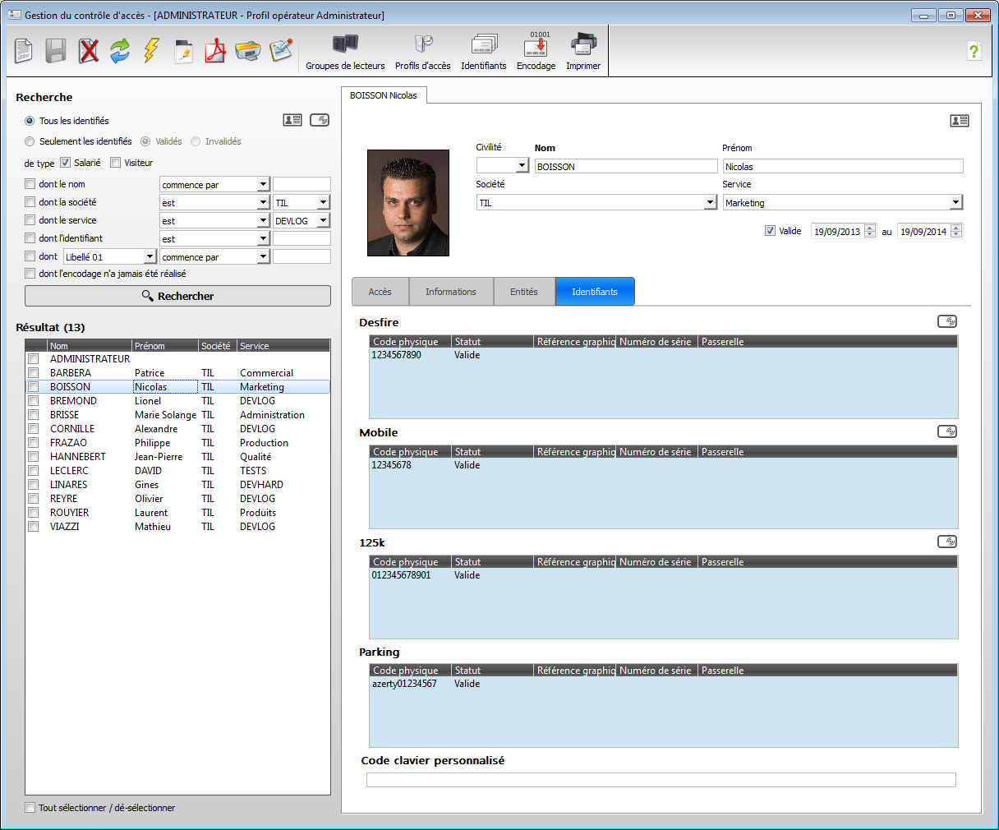 Gestion du contrôle d'accès - [ADMINISTRATEUR - Profil opérateur Administrateur]
01001
Groupes de lecteurs Profils d'accès Identifiants Encodage Imprimer
?
Recherche
Tous les identifiés
Seulement les identifiés Validés Invalidés
de type Salarié Visiteur
dont le nom commence par
dont la société est TIL
dont le service est DEVLOG
dont l'identifiant est
dont Libellé 01 commence par
dont l'encodage n'a jamais été réalisé
Rechercher
Résultat (13)
Nom Prénom Société Service
ADMINISTRATEUR
BARBERA Patrice TIL Commercial
BOISSON Nicolas TIL Marketing
BREMOND Lionel TIL DEVLOG
BRISSE Marie Solange TIL Administration
CORNILLE Alexandre TIL DEVLOG
FRAZAO Philippe TIL Production
HANNEBERT Jean-Pierre TIL Qualité
LECLERC DAVID TIL TESTS
LINARES Gines TIL DEVHARD
REYRE Olivier TIL DEVLOG
ROUYIER Laurent TIL Produits
VIAZZI Mathieu TIL DEVLOG
Tout sélectionner / dé-sélectionner
BOISSON Nicolas
Civilité Nom Prénom
BOISSON Nicolas
Société Service
TIL Marketing
Valide 19/09/2013 au 19/09/2014
Accès Informations Entités Identifiants
Desfire
Code physique Statut Référence graphiq Numéro de série Passerelle
1234567890 Valide
Mobile
Code physique Statut Référence graphiq Numéro de série Passerelle
12345678 Valide
125k
Code physique Statut Référence graphiq Numéro de série Passerelle
012345678901 Valide
Parking
Code physique Statut Référence graphiq Numéro de série Passerelle
azerty01234567 Valide
Code clavier personnalisé